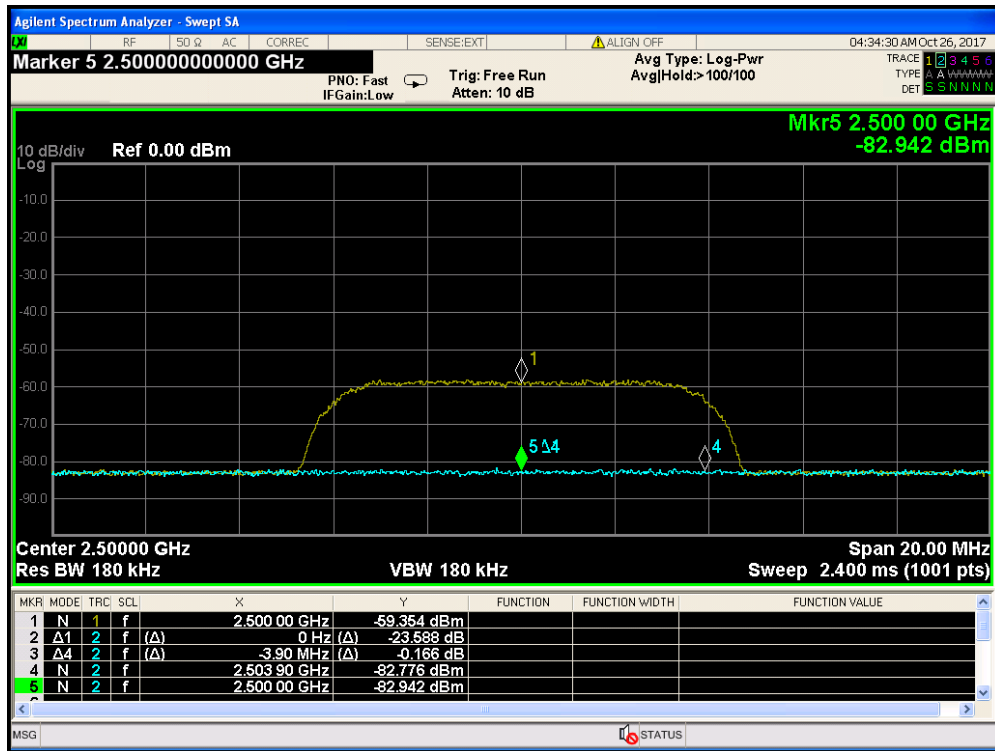 Agilent Spectrum Analyzer - Swept SA
LXI RF 50 Ω AC CORREC SENSE:EXT ALIGN OFF 04:34:30 AM Oct 26, 2017
Marker 5 2.500000000000 GHz
PNO: Fast
IFGain:Low
Trig: Free Run
Atten: 10 dB
Avg Type: Log-Pwr
Avg|Hold:>100/100
TRACE 1 2 3 4 5 6
TYPE A A W W W W
DET S S N N N N
Mkr5 2.500 00 GHz
-82.942 dBm
10 dB/div Ref 0.00 dBm
Log
-10.0
-20.0
-30.0
-40.0
-50.0
-60.0
-70.0
-80.0
-90.0
1
5 Δ4
4
Center 2.50000 GHz Span 20.00 MHz
Res BW 180 kHz VBW 180 kHz Sweep 2.400 ms (1001 pts)
MKR MODE TRC SCL X Y FUNCTION FUNCTION WIDTH FUNCTION VALUE
1 N 1 f 2.500 00 GHz -59.354 dBm
2 Δ1 2 f (Δ) 0 Hz (Δ) -23.588 dB
3 Δ4 2 f (Δ) -3.90 MHz (Δ) -0.166 dB
4 N 2 f 2.503 90 GHz -82.776 dBm
5 N 2 f 2.500 00 GHz -82.942 dBm
MSG STATUS